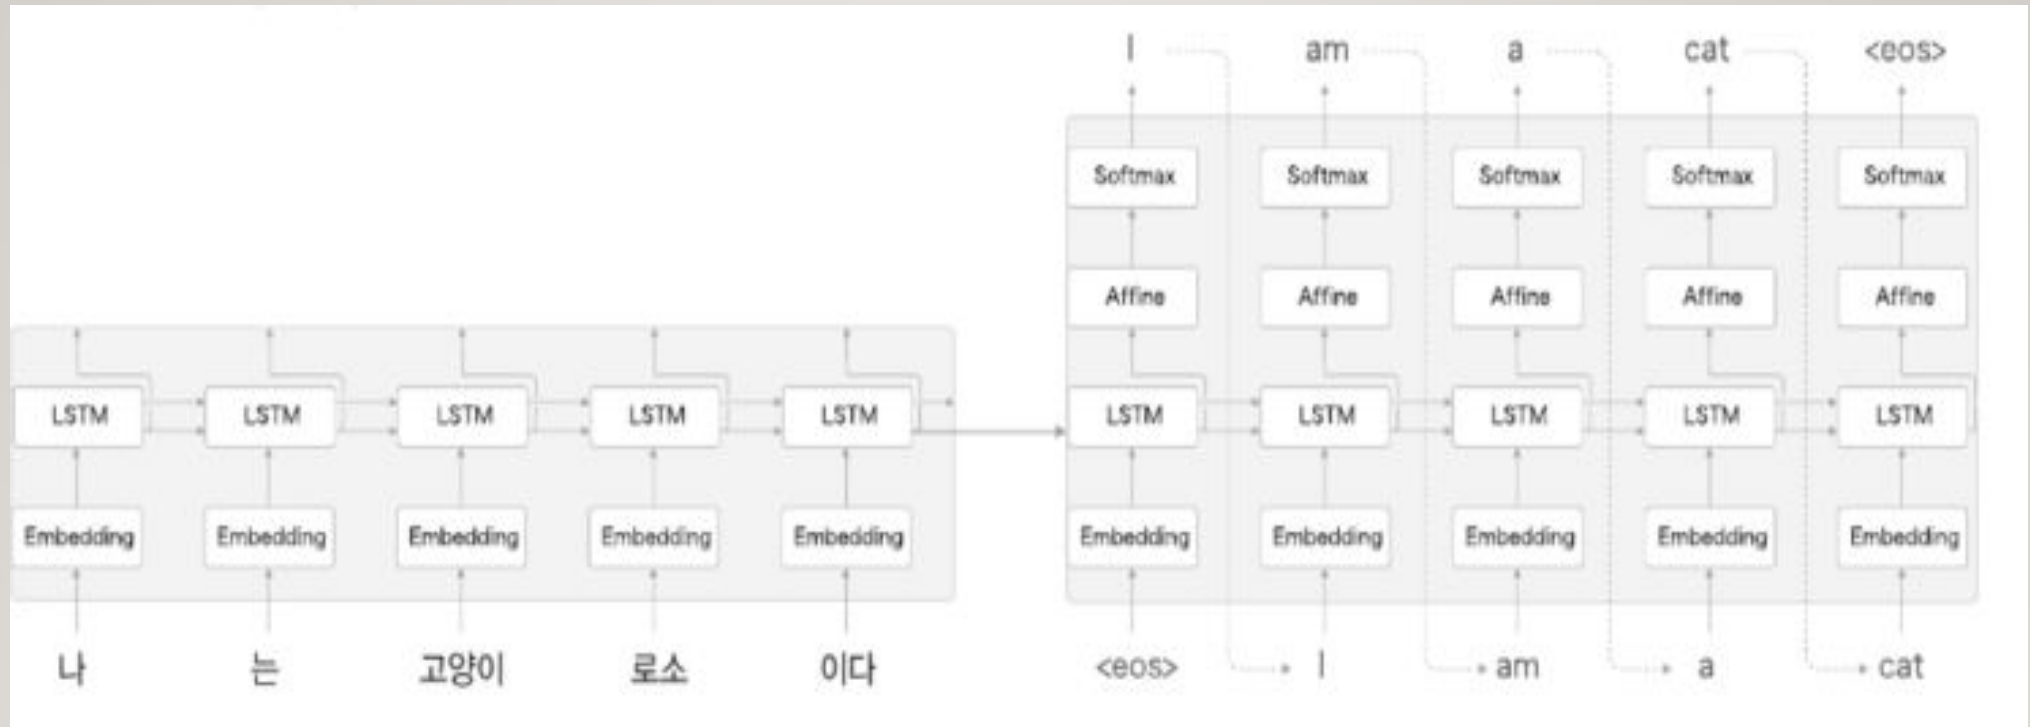 I am a cat <eos>
Softmax Softmax Softmax Softmax Softmax
Affine Affine Affine Affine Affine
LSTM LSTM LSTM LSTM LSTM LSTM LSTM LSTM LSTM LSTM
Embedding Embedding Embedding Embedding Embedding Embedding Embedding Embedding Embedding Embedding
나 는 고양이 로소 이다 <eos> I am a cat